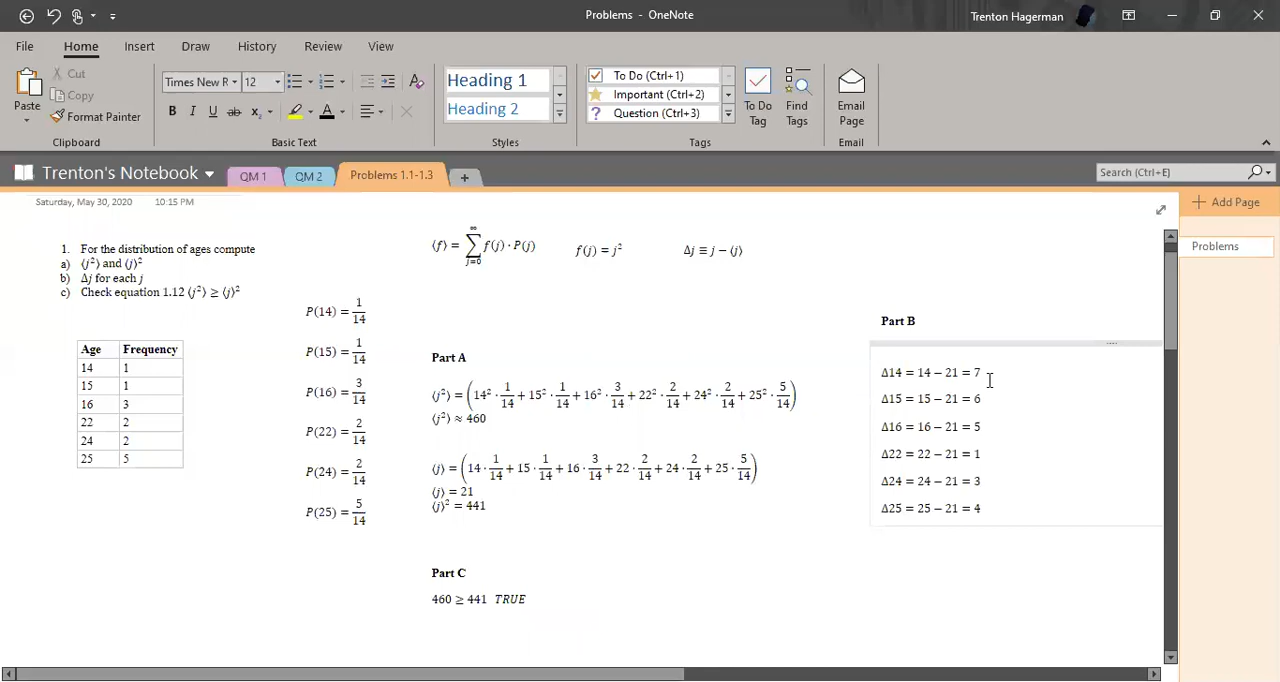 Problems - OneNote
Trenton Hagerman
File Home Insert Draw History Review View
Paste
Cut
Copy
Format Painter
Clipboard
Times New R 12
B I U ab x₂ A
Basic Text
Heading 1
Heading 2
Styles
To Do (Ctrl+1)
Important (Ctrl+2)
? Question (Ctrl+3)
To Do Tag
Find Tags
Tags
Email Page
Email
Trenton's Notebook QM 1 QM 2 Problems 1.1-1.3 +
Search (Ctrl+E)
Add Page
Problems
Saturday, May 30, 2020 10:15 PM
1. For the distribution of ages compute
a) ⟨j²⟩ and ⟨j⟩²
b) Δj for each j
c) Check equation 1.12 ⟨j²⟩ ≥ ⟨j⟩²
Age Frequency
14 1
15 1
16 3
22 2
24 2
25 5
P(14) = 1/14
P(15) = 1/14
P(16) = 3/14
P(22) = 2/14
P(24) = 2/14
P(25) = 5/14
⟨f⟩ = ∑_{j=0}^{∞} f(j) · P(j) f(j) = j² Δj ≡ j − ⟨j⟩
Part A
⟨j²⟩ = (14² · 1/14 + 15² · 1/14 + 16² · 3/14 + 22² · 2/14 + 24² · 2/14 + 25² · 5/14)
⟨j²⟩ ≈ 460
⟨j⟩ = (14 · 1/14 + 15 · 1/14 + 16 · 3/14 + 22 · 2/14 + 24 · 2/14 + 25 · 5/14)
⟨j⟩ = 21
⟨j⟩² = 441
Part C
460 ≥ 441 TRUE
Part B
Δ14 = 14 − 21 = 7
Δ15 = 15 − 21 = 6
Δ16 = 16 − 21 = 5
Δ22 = 22 − 21 = 1
Δ24 = 24 − 21 = 3
Δ25 = 25 − 21 = 4